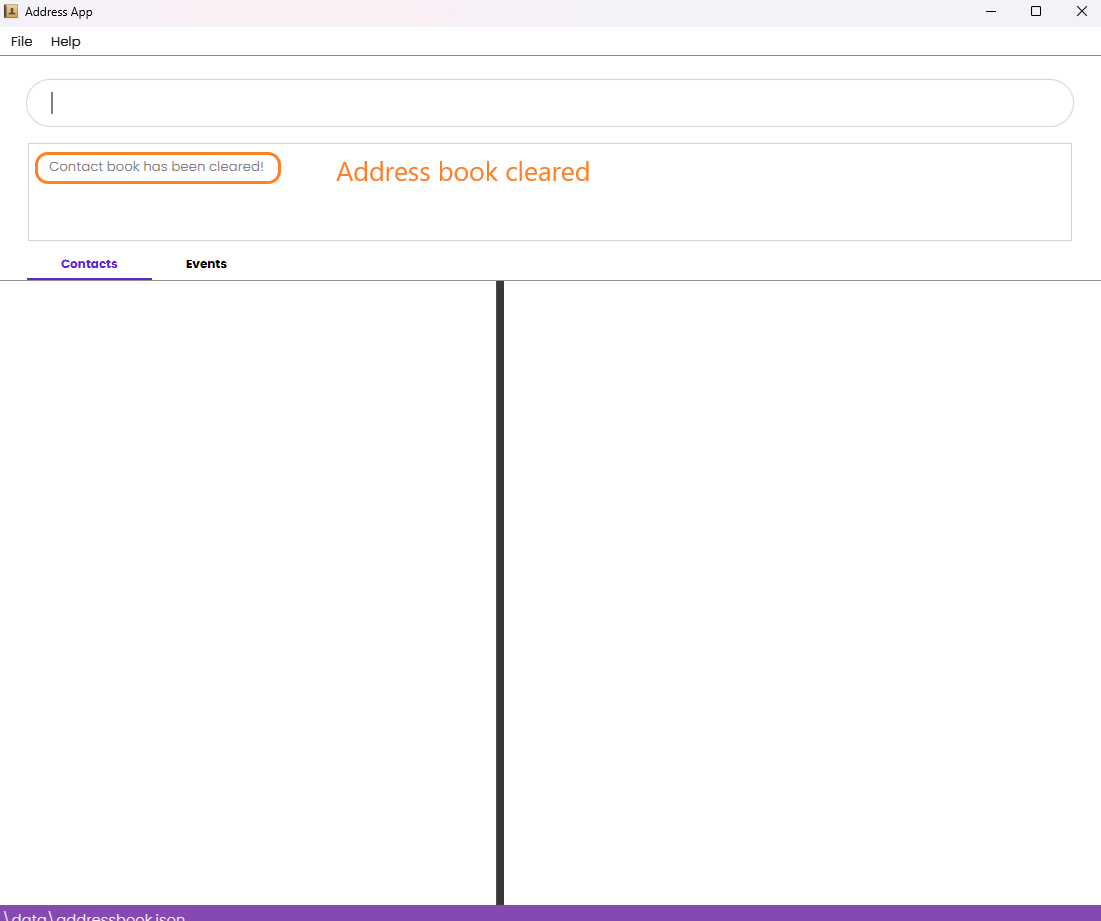 Address App
File Help
Contact book has been cleared!
Address book cleared
Contacts Events
\data\addressbook.json